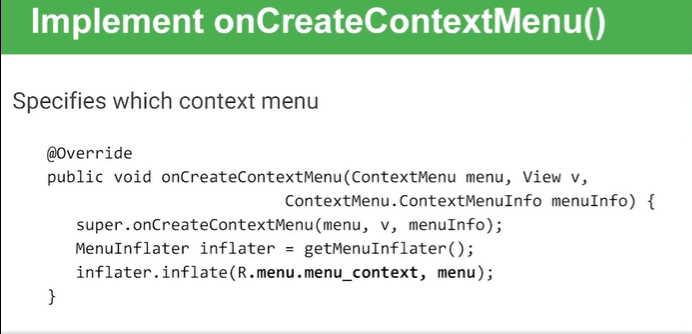 Implement onCreateContextMenu()
Specifies which context menu
@Override
public void onCreateContextMenu(ContextMenu menu, View v,
ContextMenu.ContextMenuInfo menuInfo) {
super.onCreateContextMenu(menu, v, menuInfo);
MenuInflater inflater = getMenuInflater();
inflater.inflate(R.menu.menu_context, menu);
}